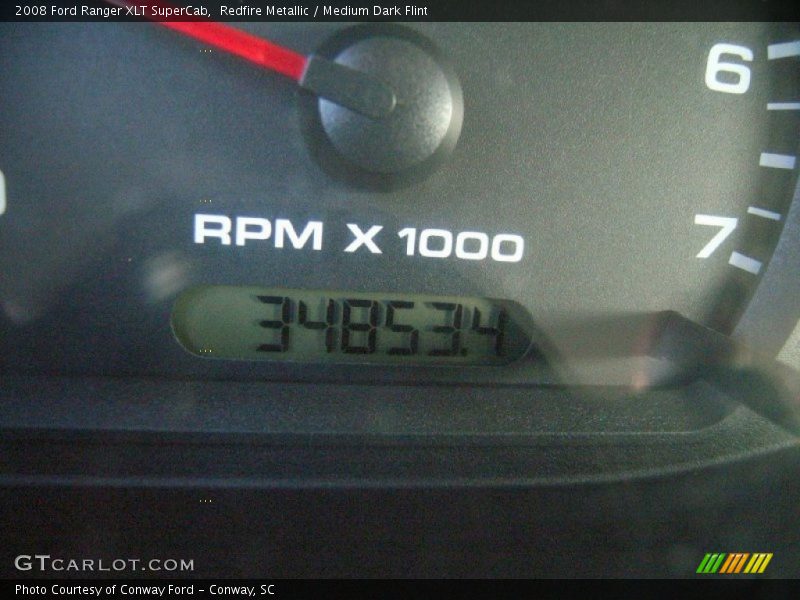 2008 Ford Ranger XLT SuperCab,  Redfire Metallic / Medium Dark Flint
6
7
RPM X 1000
34853.4
GTCARLOT.COM
Photo Courtesy of Conway Ford – Conway, SC